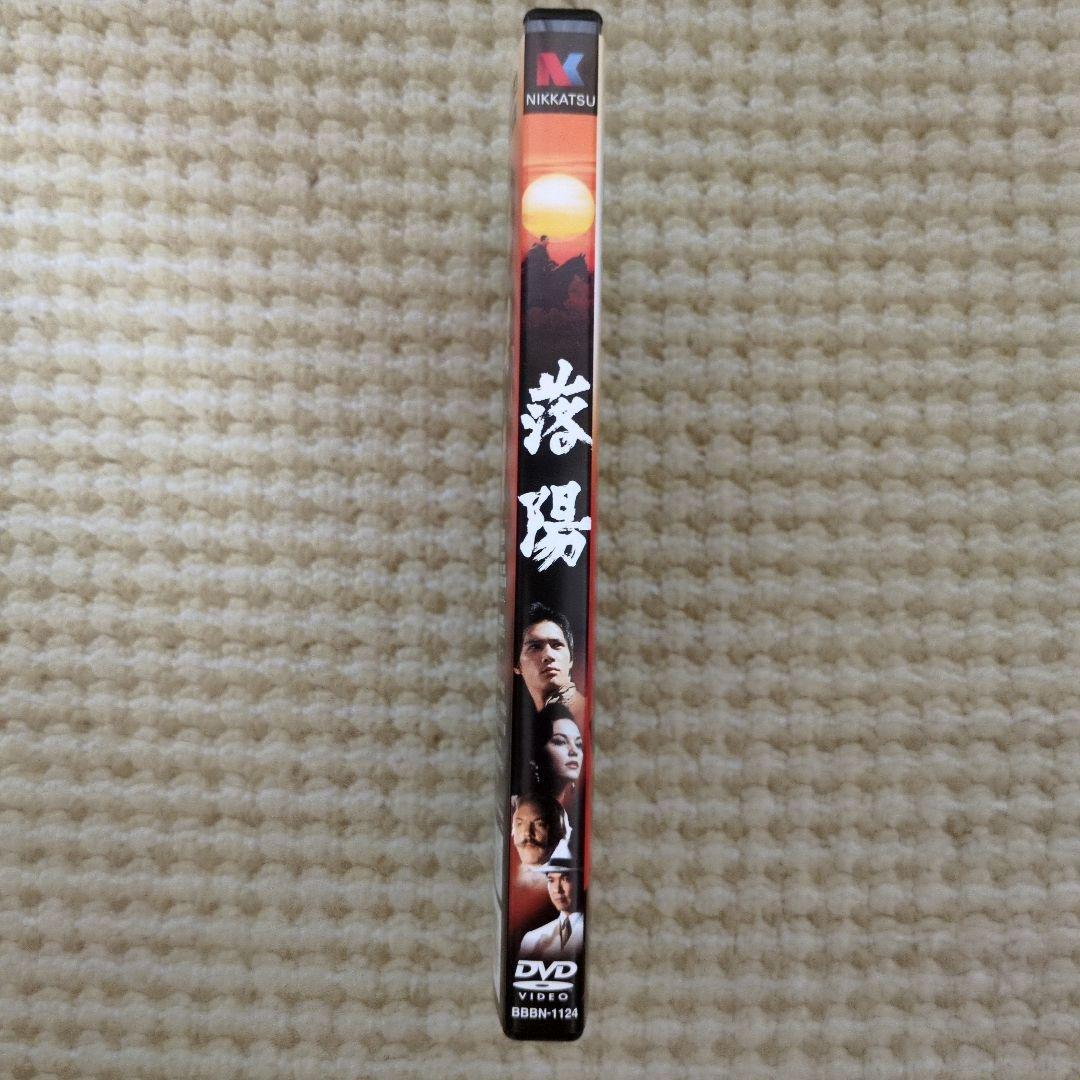 NIKKATSU
落陽
DVD
VIDEO
BBBN-1124